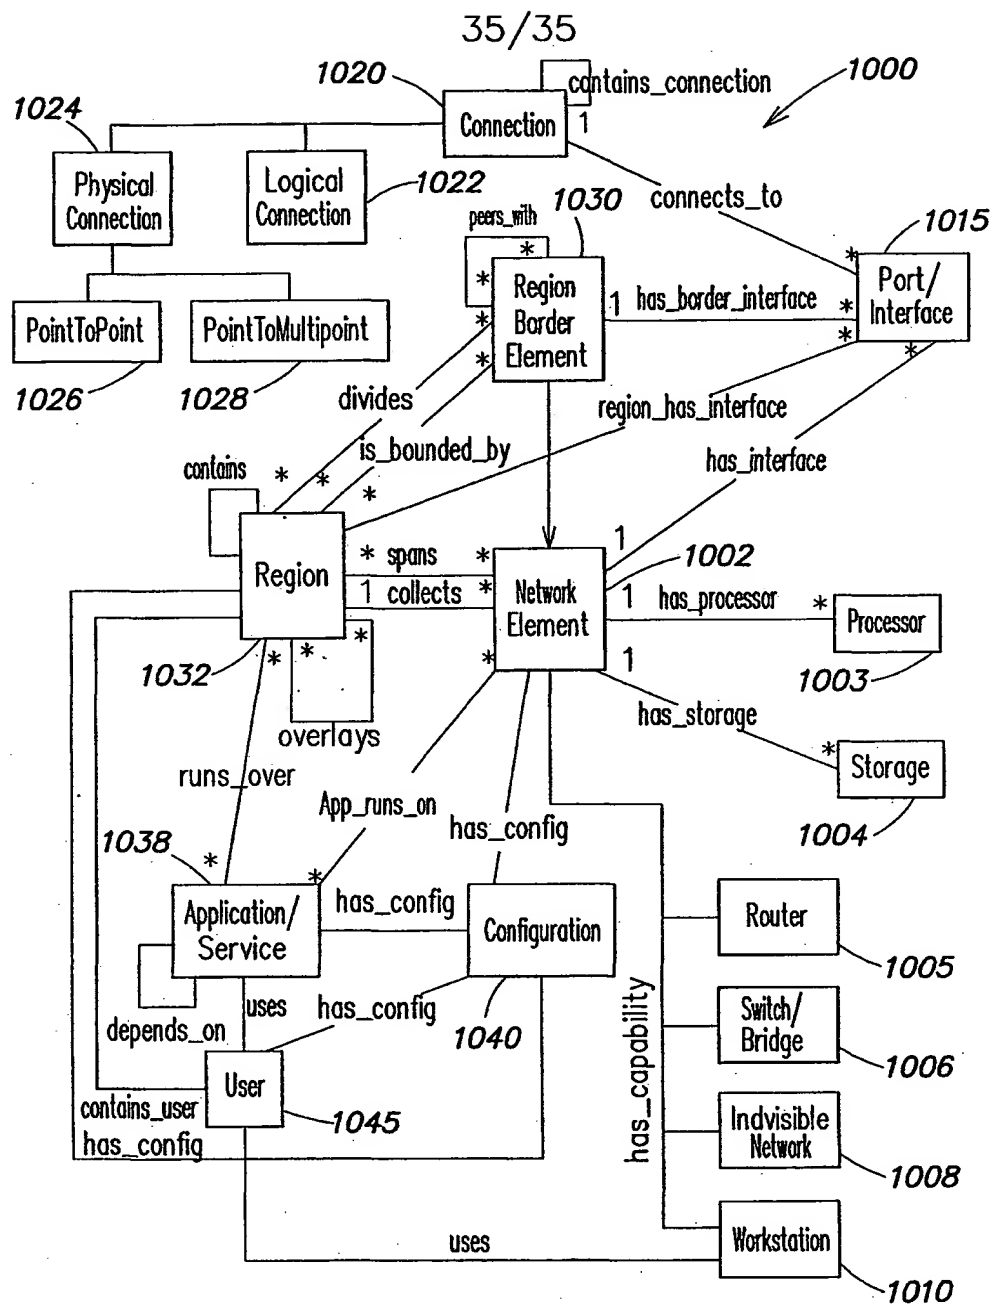 35/35
1020
contains_connection
1000
1024
Connection
1
Physical
Connection
Logical
Connection
1022
connects_to
1030
peers_with
*
*
1015
*
Port/
Interface
Region
Border
Element
1
has_border_interface
*
*
*
PointToPoint
PointToMultipoint
*
*
1026
1028
divides
region_has_interface
is_bounded_by
has_interface
contains
*
*
*
1
1002
Region
*
spans
*
1
collects
*
Network
Element
1
has_processor
*
Processor
1003
1032
*
*
*
*
1
overlays
has_storage
*
Storage
1004
runs_over
App_runs_on
has_config
1038
*
*
Application/
Service
has_config
Configuration
Router
1005
depends_on
uses
has_config
1040
Switch/
Bridge
1006
has_capability
User
contains_user
1045
has_config
Indvisible
Network
1008
uses
Workstation
1010